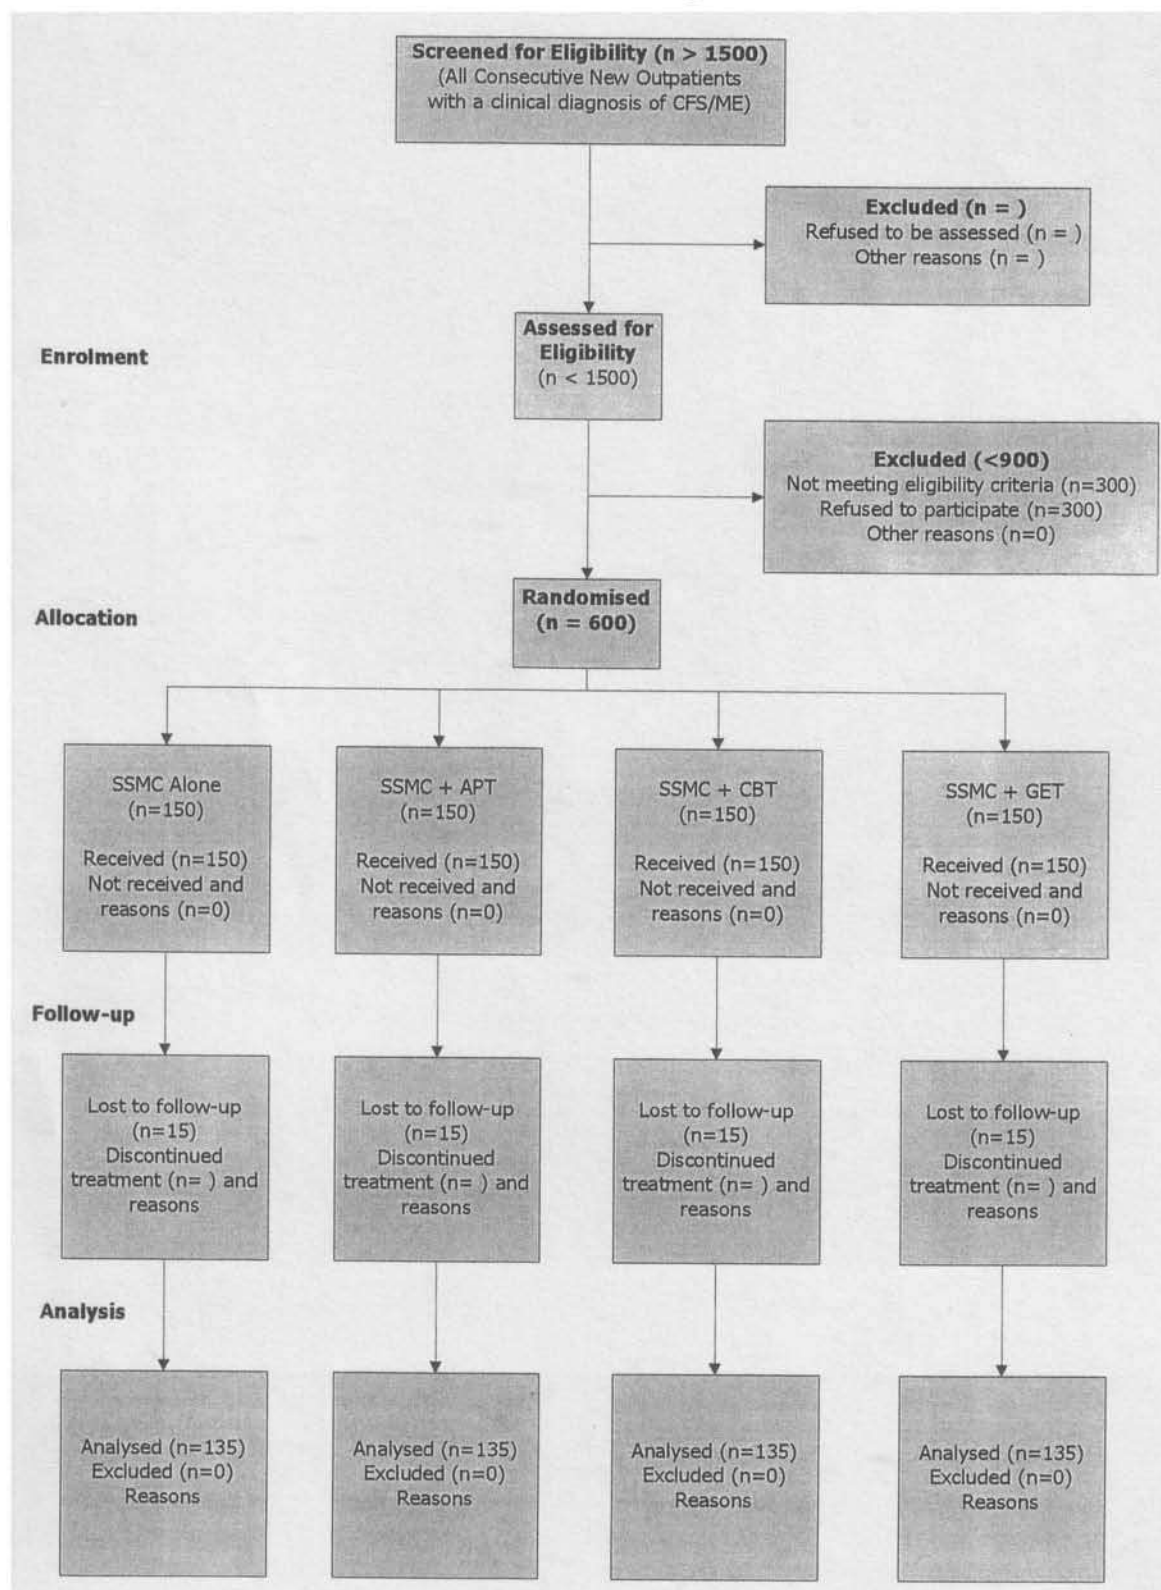 Screened for Eligibility (n > 1500)
(All Consecutive New Outpatients
with a clinical diagnosis of CFS/ME)
Excluded (n = )
Refused to be assessed (n = )
Other reasons (n = )
Enrolment
Assessed for
Eligibility
(n < 1500)
Excluded (<900)
Not meeting eligibility criteria (n=300)
Refused to participate (n=300)
Other reasons (n=0)
Allocation
Randomised
(n = 600)
SSMC Alone
(n=150)
Received (n=150)
Not received and
reasons (n=0)
SSMC + APT
(n=150)
Received (n=150)
Not received and
reasons (n=0)
SSMC + CBT
(n=150)
Received (n=150)
Not received and
reasons (n=0)
SSMC + GET
(n=150)
Received (n=150)
Not received and
reasons (n=0)
Follow-up
Lost to follow-up
(n=15)
Discontinued
treatment (n= ) and
reasons
Lost to follow-up
(n=15)
Discontinued
treatment (n= ) and
reasons
Lost to follow-up
(n=15)
Discontinued
treatment (n= ) and
reasons
Lost to follow-up
(n=15)
Discontinued
treatment (n= ) and
reasons
Analysis
Analysed (n=135)
Excluded (n=0)
Reasons
Analysed (n=135)
Excluded (n=0)
Reasons
Analysed (n=135)
Excluded (n=0)
Reasons
Analysed (n=135)
Excluded (n=0)
Reasons